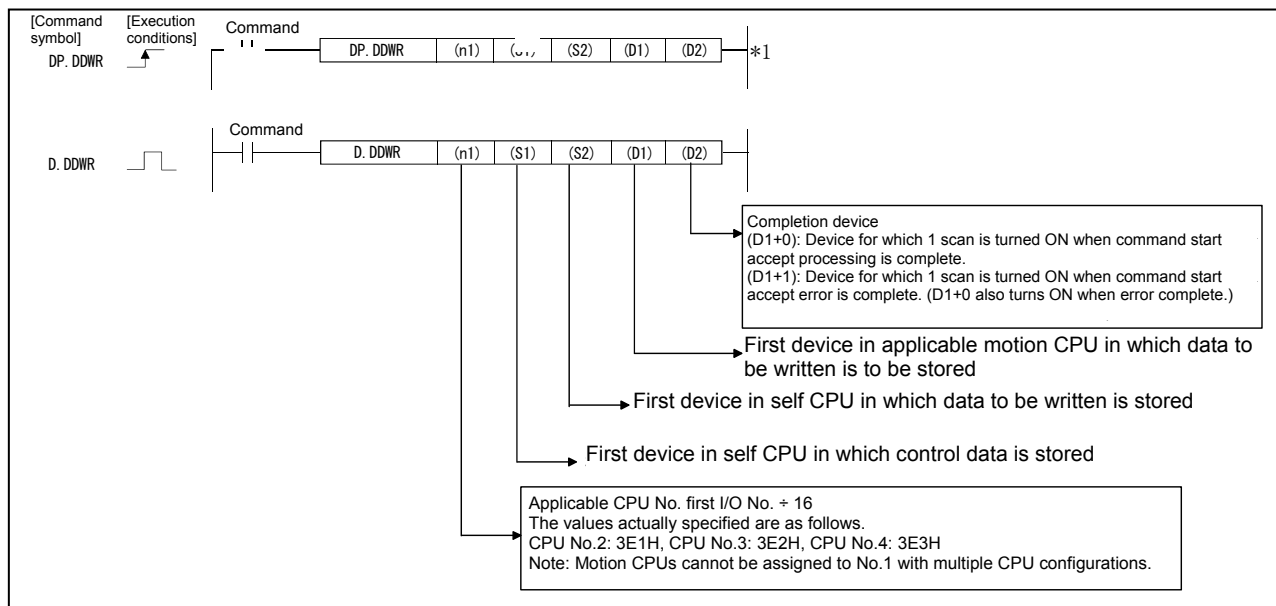 [Command symbol]
[Execution conditions]
Command
DP. DDWR
DP. DDWR (n1) (S2) (D1) (D2) *1
Command
D. DDWR
D. DDWR (n1) (S1) (S2) (D1) (D2)
Completion device
(D1+0): Device for which 1 scan is turned ON when command start
accept processing is complete.
(D1+1): Device for which 1 scan is turned ON when command start
accept error is complete. (D1+0 also turns ON when error complete.)
First device in applicable motion CPU in which data to
be written is to be stored
First device in self CPU in which data to be written is stored
First device in self CPU in which control data is stored
Applicable CPU No. first I/O No. ÷ 16
The values actually specified are as follows.
CPU No.2: 3E1H, CPU No.3: 3E2H, CPU No.4: 3E3H
Note: Motion CPUs cannot be assigned to No.1 with multiple CPU configurations.